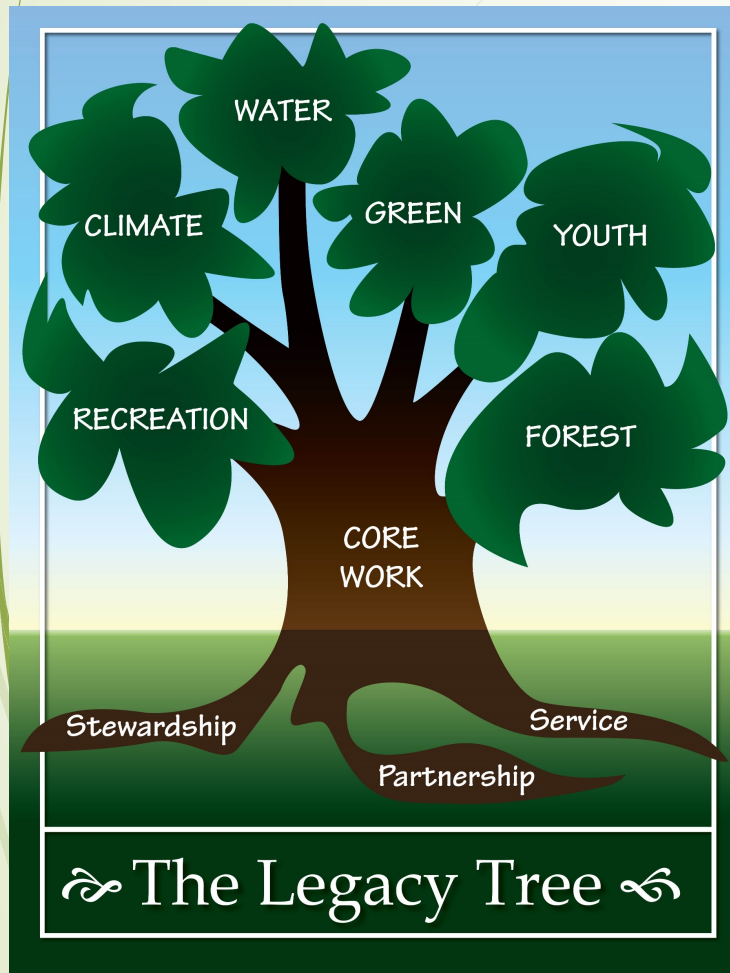 WATER
CLIMATE
GREEN
YOUTH
RECREATION
FOREST
CORE
WORK
Stewardship
Service
Partnership
The Legacy Tree